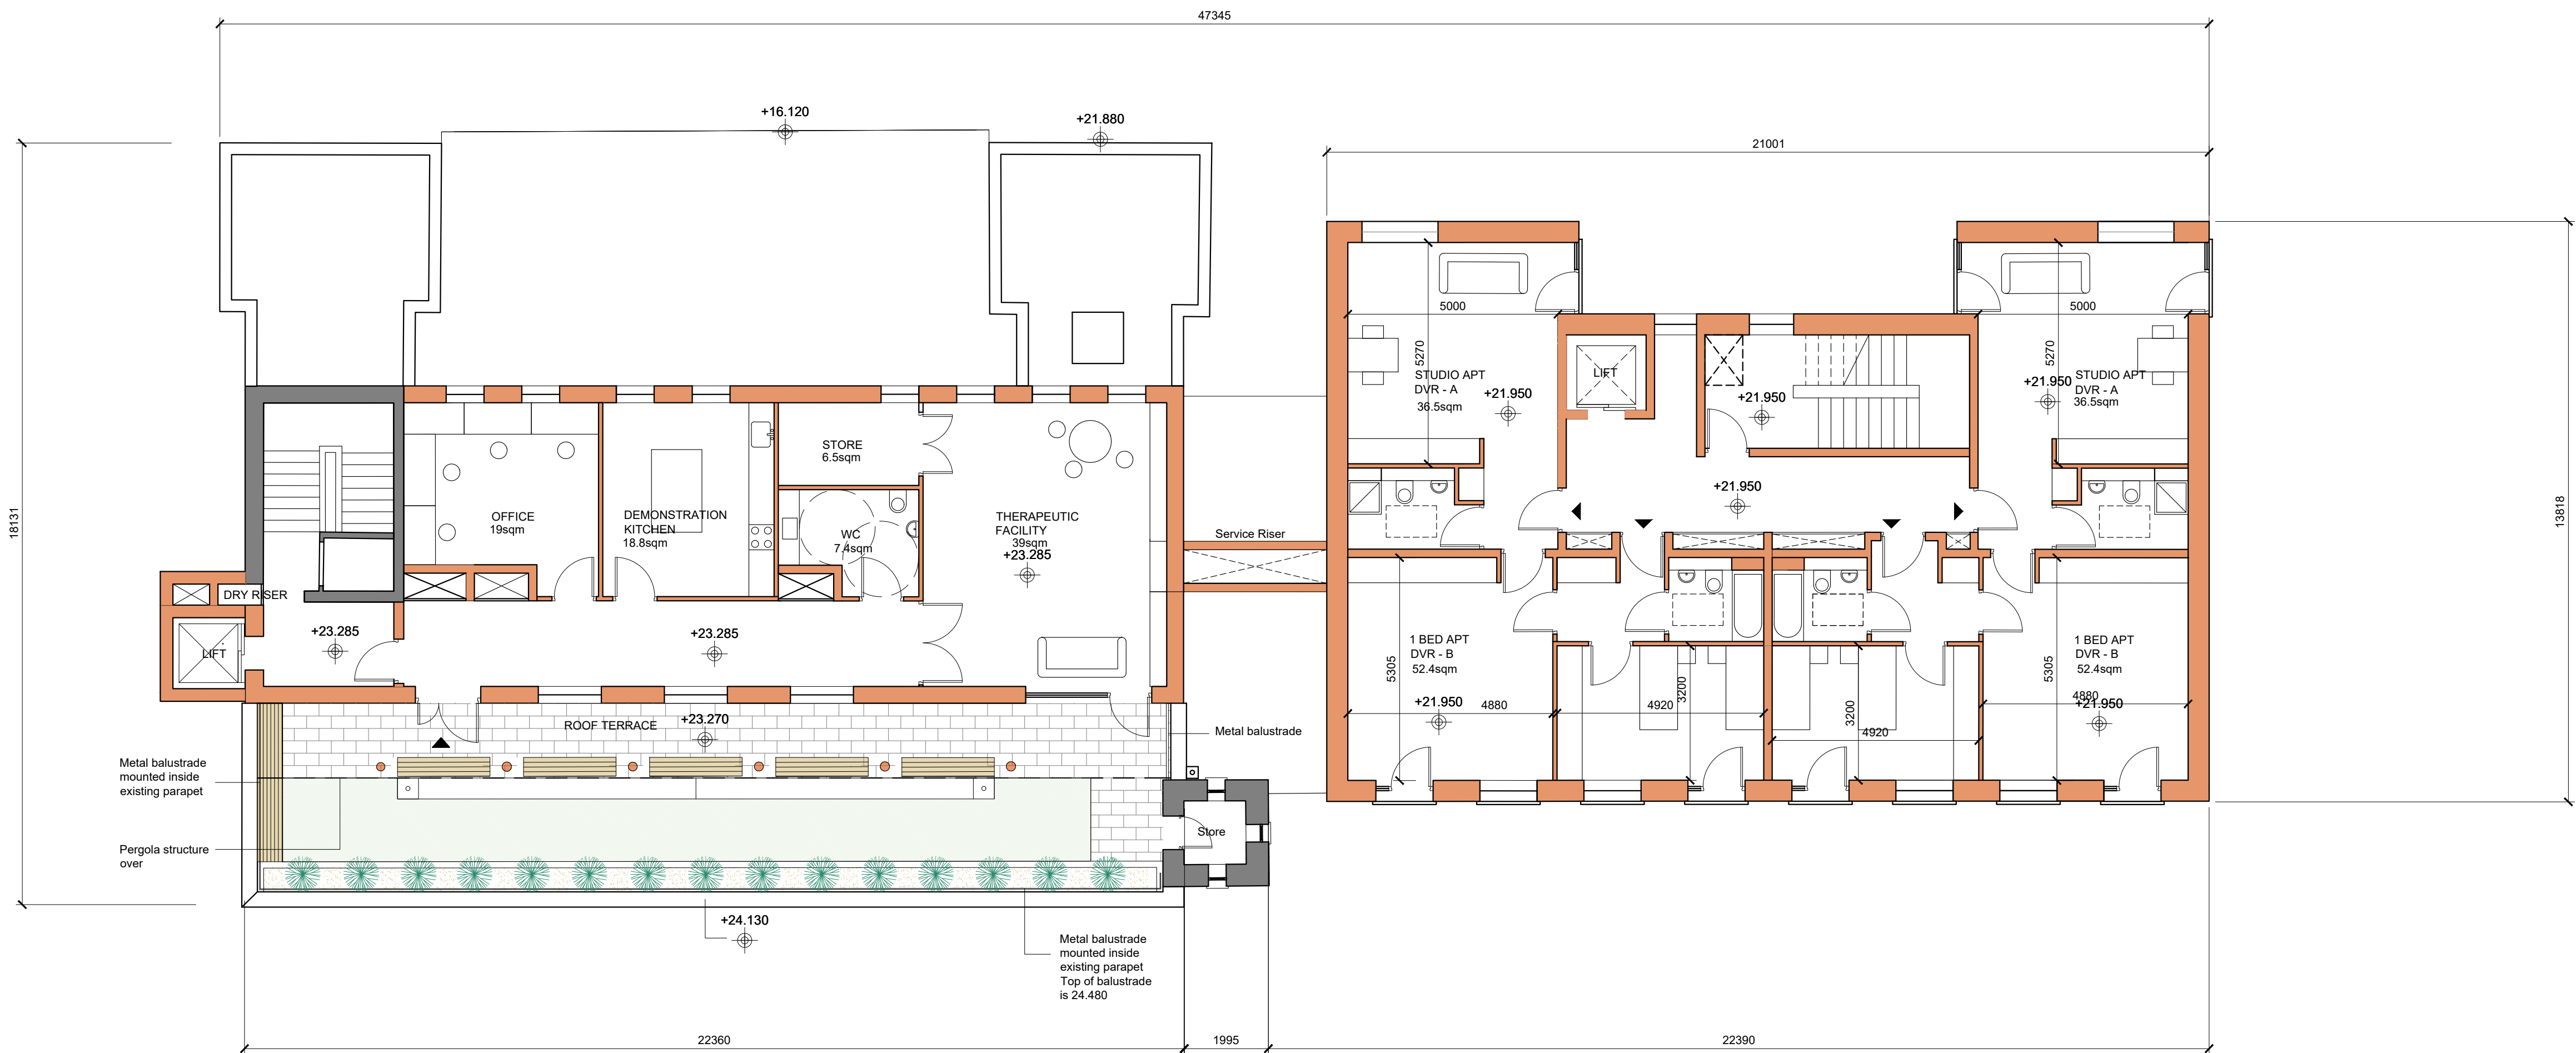 47345
+16.120
+21.880
21001
18131
13818
5000
5270
STUDIO APT
DVR - A
36.5sqm
+21.950
LIFT
+21.950
5000
5270
STUDIO APT
DVR - A
36.5sqm
+21.950
+21.950
OFFICE
19sqm
DEMONSTRATION
KITCHEN
18.8sqm
STORE
6.5sqm
WC
7.4sqm
THERAPEUTIC
FACILITY
39sqm
+23.285
Service Riser
DRY RISER
LIFT
+23.285
+23.285
1 BED APT
DVR - B
52.4sqm
5305
+21.950
4880
4920
3200
3200
4920
1 BED APT
DVR - B
52.4sqm
5305
4880
+21.950
ROOF TERRACE
+23.270
Metal balustrade
Metal balustrade
mounted inside
existing parapet
Pergola structure
over
Store
+24.130
Metal balustrade
mounted inside
existing parapet
Top of balustrade
is 24.480
22360
1995
22390